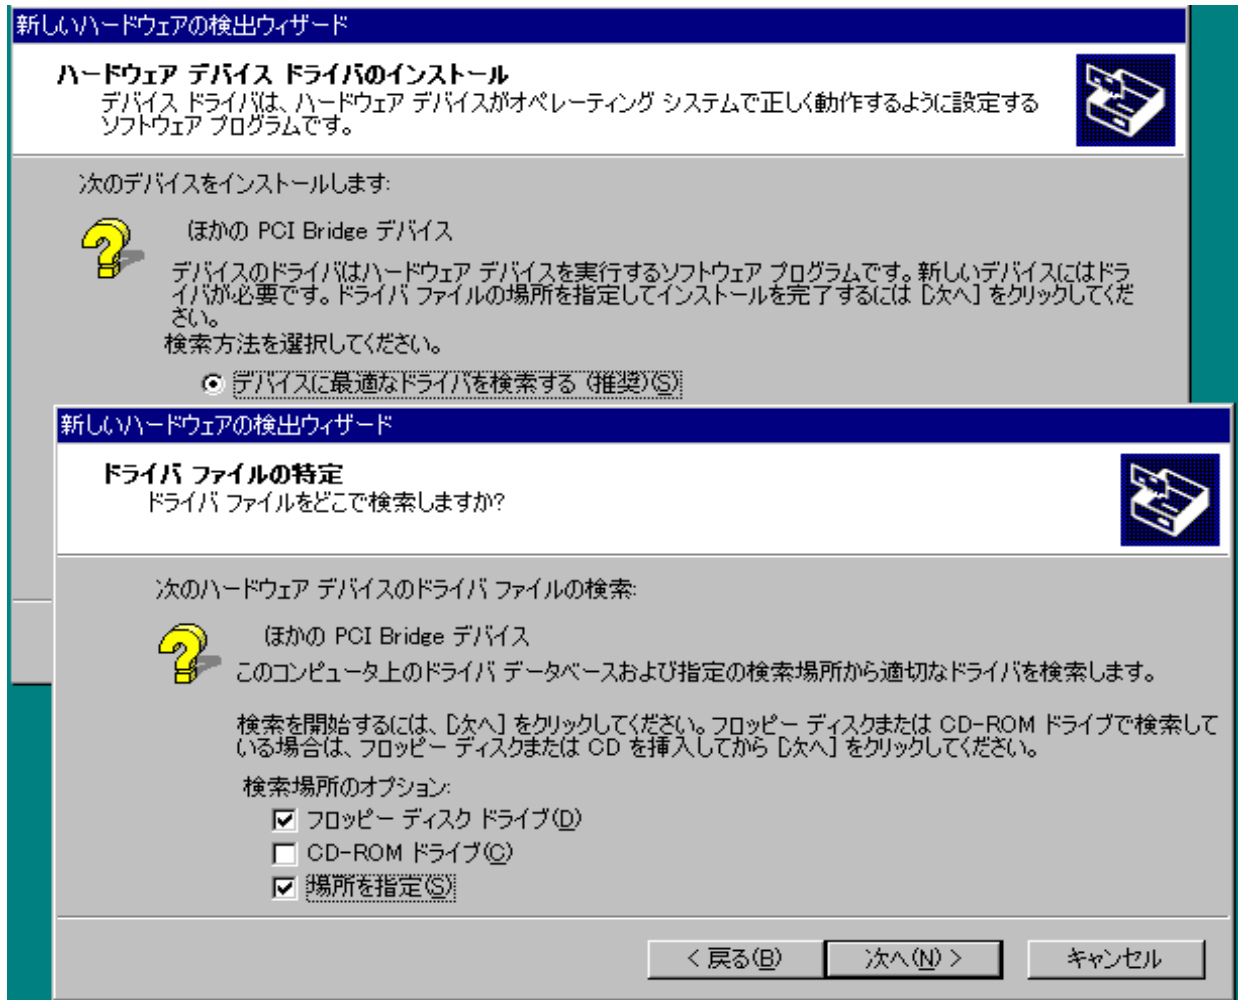 新しいハードウェアの検出ウィザード
ハードウェア デバイス ドライバのインストール
デバイス ドライバは、ハードウェア デバイスがオペレーティング システムで正しく動作するように設定する
ソフトウェア プログラムです。
次のデバイスをインストールします:
ほかの PCI Bridge デバイス
デバイスのドライバはハードウェア デバイスを実行するソフトウェア プログラムです。新しいデバイスにはドラ
イバが必要です。ドライバ ファイルの場所を指定してインストールを完了するには [次へ] をクリックしてくだ
さい。
検索方法を選択してください。
デバイスに最適なドライバを検索する (推奨)(S)
新しいハードウェアの検出ウィザード
ドライバ ファイルの特定
ドライバ ファイルをどこで検索しますか?
次のハードウェア デバイスのドライバ ファイルの検索:
ほかの PCI Bridge デバイス
このコンピュータ上のドライバ データベースおよび指定の検索場所から適切なドライバを検索します。
検索を開始するには、[次へ] をクリックしてください。フロッピー ディスクまたは CD-ROM ドライブで検索して
いる場合は、フロッピー ディスクまたは CD を挿入してから [次へ] をクリックしてください。
検索場所のオプション:
フロッピー ディスク ドライブ(D)
CD-ROM ドライブ(C)
場所を指定(S)
< 戻る(B)
次へ(N) >
キャンセル